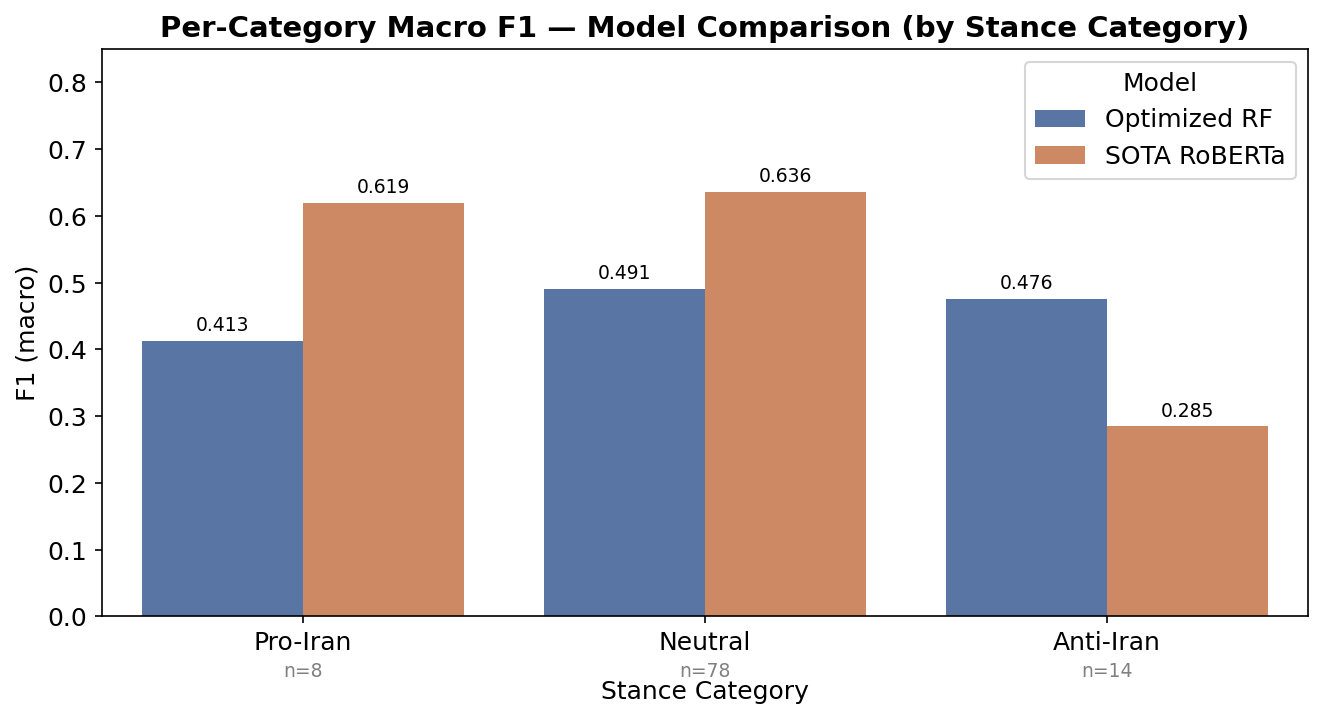 Per-Category Macro F1 — Model Comparison (by Stance Category)
Model
Optimized RF
SOTA RoBERTa
F1 (macro)
0.8
0.7
0.6
0.5
0.4
0.3
0.2
0.1
0.0
0.413
0.619
0.491
0.636
0.476
0.285
Pro-Iran
Neutral
Anti-Iran
n=8
n=78
n=14
Stance Category